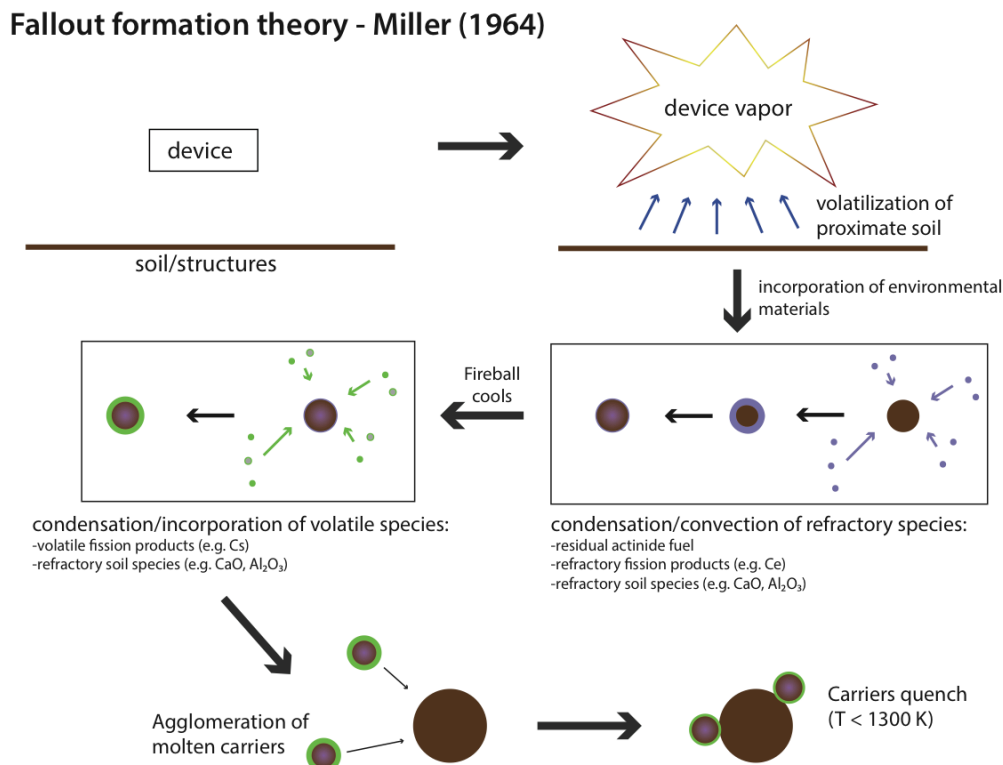 Fallout formation theory - Miller (1964)
device
device vapor
volatilization of
proximate soil
soil/structures
incorporation of environmental
materials
Fireball
cools
condensation/incorporation of volatile species:
-volatile fission products (e.g. Cs)
-refractory soil species (e.g. CaO, Al₂O₃)
condensation/convection of refractory species:
-residual actinide fuel
-refractory fission products (e.g. Ce)
-refractory soil species (e.g. CaO, Al₂O₃)
Agglomeration of
molten carriers
Carriers quench
(T < 1300 K)